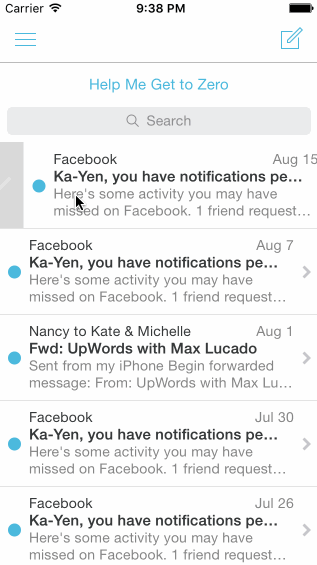 Carrier 9:38 PM
Help Me Get to Zero
Search
Facebook Aug 15
Ka-Yen, you have notifications pe…
Here's some activity you may have
missed on Facebook. 1 friend request…
Facebook Aug 7
Ka-Yen, you have notifications pe…
Here's some activity you may have
missed on Facebook. 1 friend request…
Nancy to Kate & Michelle Aug 1
Fwd: UpWords with Max Lucado
Sent from my iPhone Begin forwarded
message: From: UpWords with Max Lu…
Facebook Jul 30
Ka-Yen, you have notifications pe…
Here's some activity you may have
missed on Facebook. 1 friend request…
Facebook Jul 26
Ka-Yen, you have notifications pe…
Here's some activity you may have
missed on Facebook. 1 friend request…